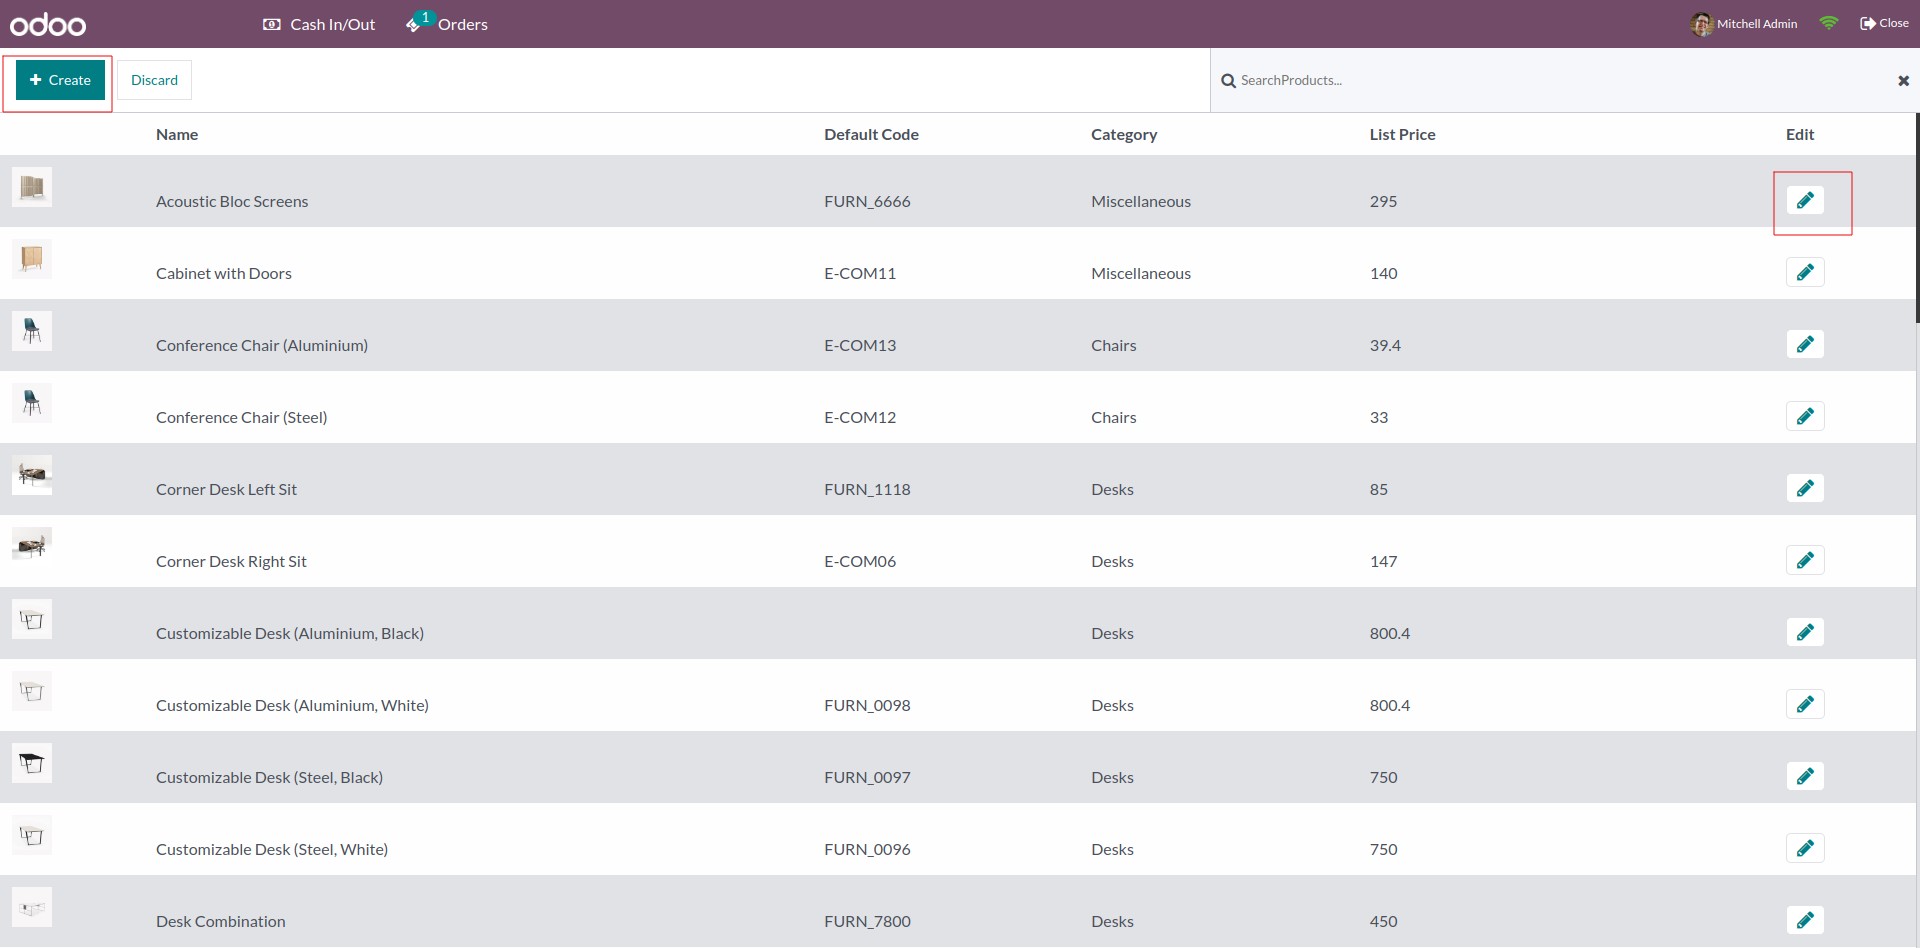 odoo Cash In/Out 1 Orders Mitchell Admin Close
Create Discard SearchProducts...
Name Default Code Category List Price Edit
Acoustic Bloc Screens FURN_6666 Miscellaneous 295
Cabinet with Doors E-COM11 Miscellaneous 140
Conference Chair (Aluminium) E-COM13 Chairs 39.4
Conference Chair (Steel) E-COM12 Chairs 33
Corner Desk Left Sit FURN_1118 Desks 85
Corner Desk Right Sit E-COM06 Desks 147
Customizable Desk (Aluminium, Black) Desks 800.4
Customizable Desk (Aluminium, White) FURN_0098 Desks 800.4
Customizable Desk (Steel, Black) FURN_0097 Desks 750
Customizable Desk (Steel, White) FURN_0096 Desks 750
Desk Combination FURN_7800 Desks 450